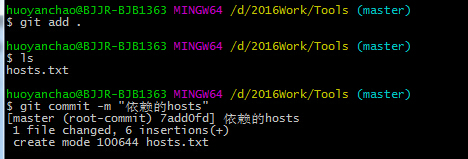 huoyanchao@BJJR-BJB1363 MINGW64 /d/2016Work/Tools (master)
$ git add .
huoyanchao@BJJR-BJB1363 MINGW64 /d/2016Work/Tools (master)
$ ls
hosts.txt
huoyanchao@BJJR-BJB1363 MINGW64 /d/2016Work/Tools (master)
$ git commit -m "依赖的hosts"
[master (root-commit) 7add0fd] 依赖的hosts
1 file changed, 6 insertions(+)
create mode 100644 hosts.txt